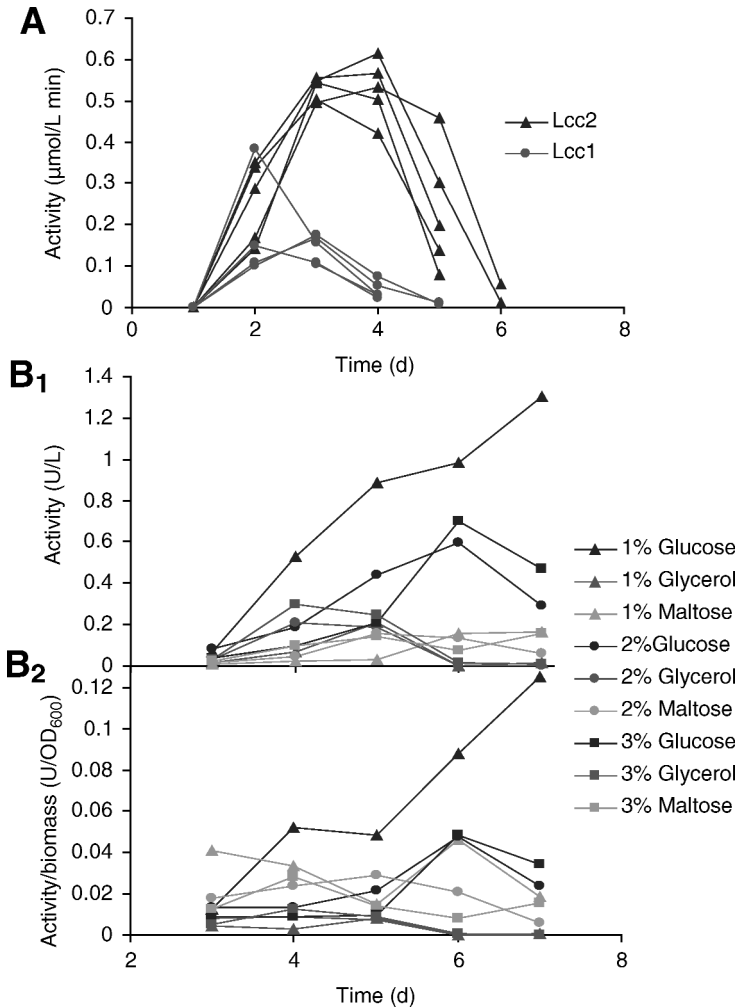 A
0.7
0.6
0.5
0.4
0.3
0.2
0.1
0
Activity (µmol/L min)
0 2 4 6 8
Time (d)
Lcc2
Lcc1
B1
1.4
1.2
1
0.8
0.6
0.4
0.2
0
Activity (U/L)
1% Glucose
1% Glycerol
1% Maltose
2%Glucose
2% Glycerol
2% Maltose
3% Glucose
3% Glycerol
3% Maltose
B2
0.12
0.1
0.08
0.06
0.04
0.02
0
Activity/biomass (U/OD600)
2 4 6 8
Time (d)